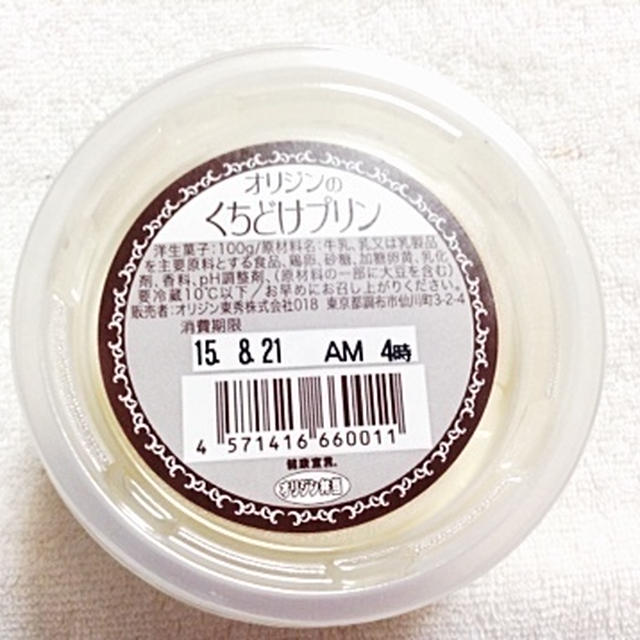 オリジンの
くちどけプリン
洋生菓子:100g/原材料名:牛乳、乳又は乳製品
を主要原料とする食品、鶏卵、砂糖、加糖卵黄、乳化
剤、香料、pH調整剤、(原材料の一部に大豆を含む)
要冷蔵10℃以下/お早めにお召し上がりください。
販売者:オリジン東秀株式会社018 東京都調布市仙川町3-2-4
消費期限
15. 8.21 AM 4時
4 571416 660011
健康宣言。
オリジン弁当